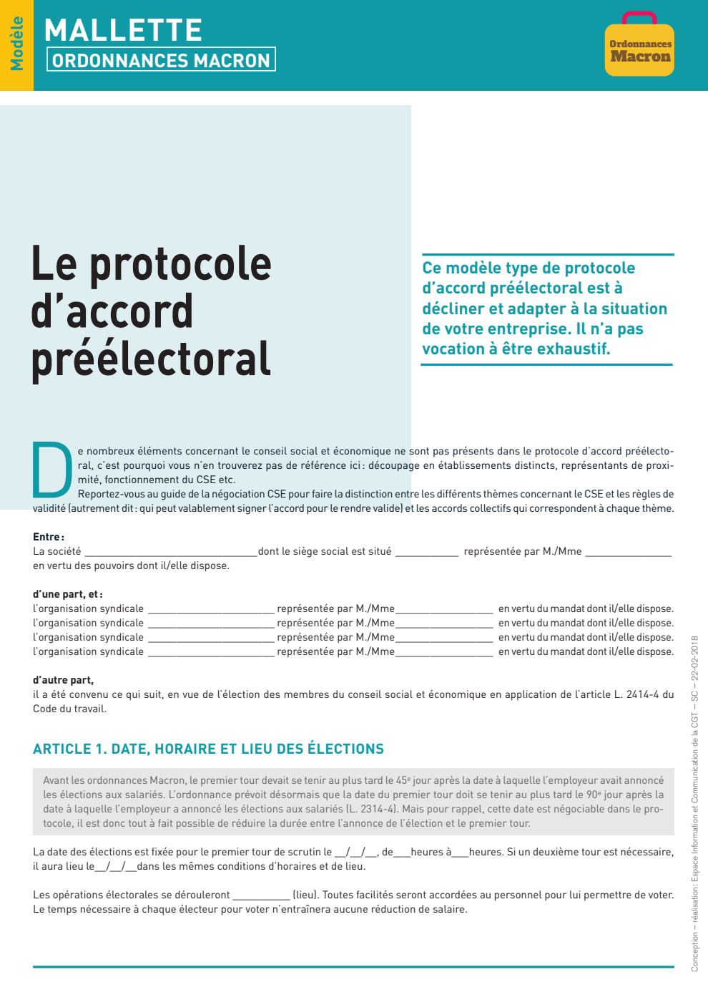 Modèle
MALLETTE
ORDONNANCES MACRON
Ordonnances
Macron
Le protocole
d’accord
préélectoral
Ce modèle type de protocole
d’accord préélectoral est à
décliner et adapter à la situation
de votre entreprise. Il n’a pas
vocation à être exhaustif.
De nombreux éléments concernant le conseil social et économique ne sont pas présents dans le protocole d’accord préélecto-
ral, c’est pourquoi vous n’en trouverez pas de référence ici : découpage en établissements distincts, représentants de proxi-
mité, fonctionnement du CSE etc.
Reportez-vous au guide de la négociation CSE pour faire la distinction entre les différents thèmes concernant le CSE et les règles de
validité (autrement dit : qui peut valablement signer l’accord pour le rendre valide) et les accords collectifs qui correspondent à chaque thème.
Entre :
La société ______________________________dont le siège social est situé ___________ représentée par M./Mme _______________
en vertu des pouvoirs dont il/elle dispose.
d’une part, et :
l’organisation syndicale ______________________ représentée par M./Mme_________________ en vertu du mandat dont il/elle dispose.
l’organisation syndicale ______________________ représentée par M./Mme_________________ en vertu du mandat dont il/elle dispose.
l’organisation syndicale ______________________ représentée par M./Mme_________________ en vertu du mandat dont il/elle dispose.
l’organisation syndicale ______________________ représentée par M./Mme_________________ en vertu du mandat dont il/elle dispose.
d’autre part,
il a été convenu ce qui suit, en vue de l’élection des membres du conseil social et économique en application de l’article L. 2414-4 du
Code du travail.
ARTICLE 1. DATE, HORAIRE ET LIEU DES ÉLECTIONS
Avant les ordonnances Macron, le premier tour devait se tenir au plus tard le 45e jour après la date à laquelle l’employeur avait annoncé
les élections aux salariés. L’ordonnance prévoit désormais que la date du premier tour doit se tenir au plus tard le 90e jour après la
date à laquelle l’employeur a annoncé les élections aux salariés (L. 2314-4). Mais pour rappel, cette date est négociable dans le pro-
tocole, il est donc tout à fait possible de réduire la durée entre l’annonce de l’élection et le premier tour.
La date des élections est fixée pour le premier tour de scrutin le __/__/__, de___heures à___heures. Si un deuxième tour est nécessaire,
il aura lieu le__/__/__dans les mêmes conditions d’horaires et de lieu.
Les opérations électorales se dérouleront __________ (lieu). Toutes facilités seront accordées au personnel pour lui permettre de voter.
Le temps nécessaire à chaque électeur pour voter n’entraînera aucune réduction de salaire.
Conception – réalisation : Espace Information et Communication de la CGT – SC – 22-02-2018